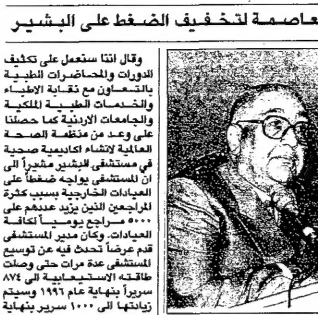 عاصمة لتخفيف الضغط على البشير
وقال اننا سنعمل على تكثيف
الدورات والمحاضرات الطبية
بالتعاون مع نقابة الاطباء
والخدمات الطبية الملكية
والجامعات الاردنية كما حصلنا
على وعد من منظمة الصحة
العالمية لانشاء اكاديمية صحية
في مستشفى البشير مشيراً إلى
ان المستشفى يواجه ضغطاً على
العيادات الخارجية بسبب كثرة
المراجعين الذين يزيد عددهم على
٥٠٠٠ مراجع يومياً لكافة
العيادات. وكان مدير المستشفى
قدم عرضاً تحدث فيه عن توسيع
المستشفى عدة مرات حتى وصلت
طاقته الاستيعابية الى ٨٧٤
سريراً بنهاية عام ١٩٩٦ وسيتم
زيادتها الى ١٠٠٠ سرير بنهاية